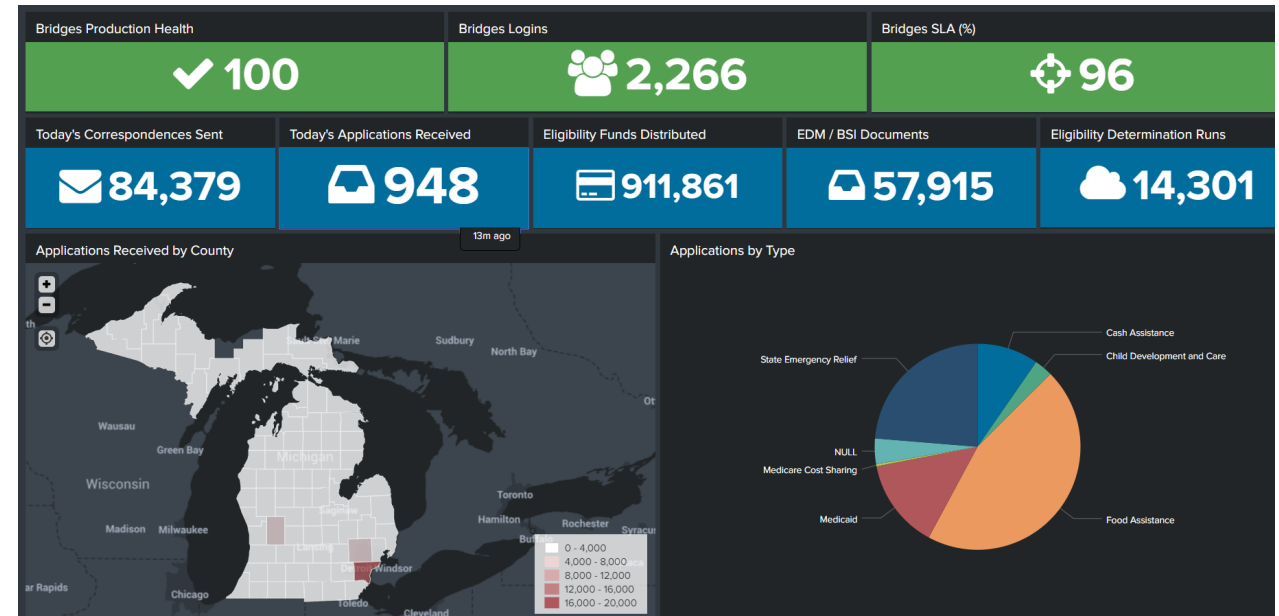 Bridges Production Health
Bridges Logins
Bridges SLA (%)
100
2,266
96
Today's Correspondences Sent
Today's Applications Received
Eligibility Funds Distributed
EDM / BSI Documents
Eligibility Determination Runs
84,379
948
911,861
57,915
14,301
13m ago
Applications Received by County
Applications by Type
+
−
Sudbury
North Bay
Wausau
Green Bay
Michigan
Wisconsin
Saginaw
Toronto
Madison
Milwaukee
Hamilton
Rochester
Lansing
Windsor
Chicago
Toledo
Cleveland
0 - 4,000
4,000 - 8,000
8,000 - 12,000
12,000 - 16,000
16,000 - 20,000
Cash Assistance
Child Development and Care
State Emergency Relief
NULL
Medicare Cost Sharing
Medicaid
Food Assistance